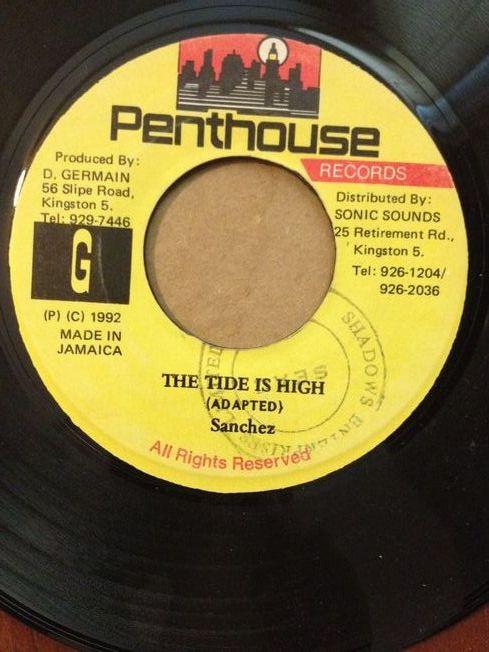 Penthouse
RECORDS
Produced By:
D. GERMAIN
56 Slipe Road,
Kingston 5.
Tel: 929-7446
Distributed By:
SONIC SOUNDS
25 Retirement Rd.,
Kingston 5.
Tel: 926-1204/
926-2036
G
(P) (C) 1992
MADE IN
JAMAICA
THE TIDE IS HIGH
(ADAPTED)
Sanchez
All Rights Reserved
SHADOWS